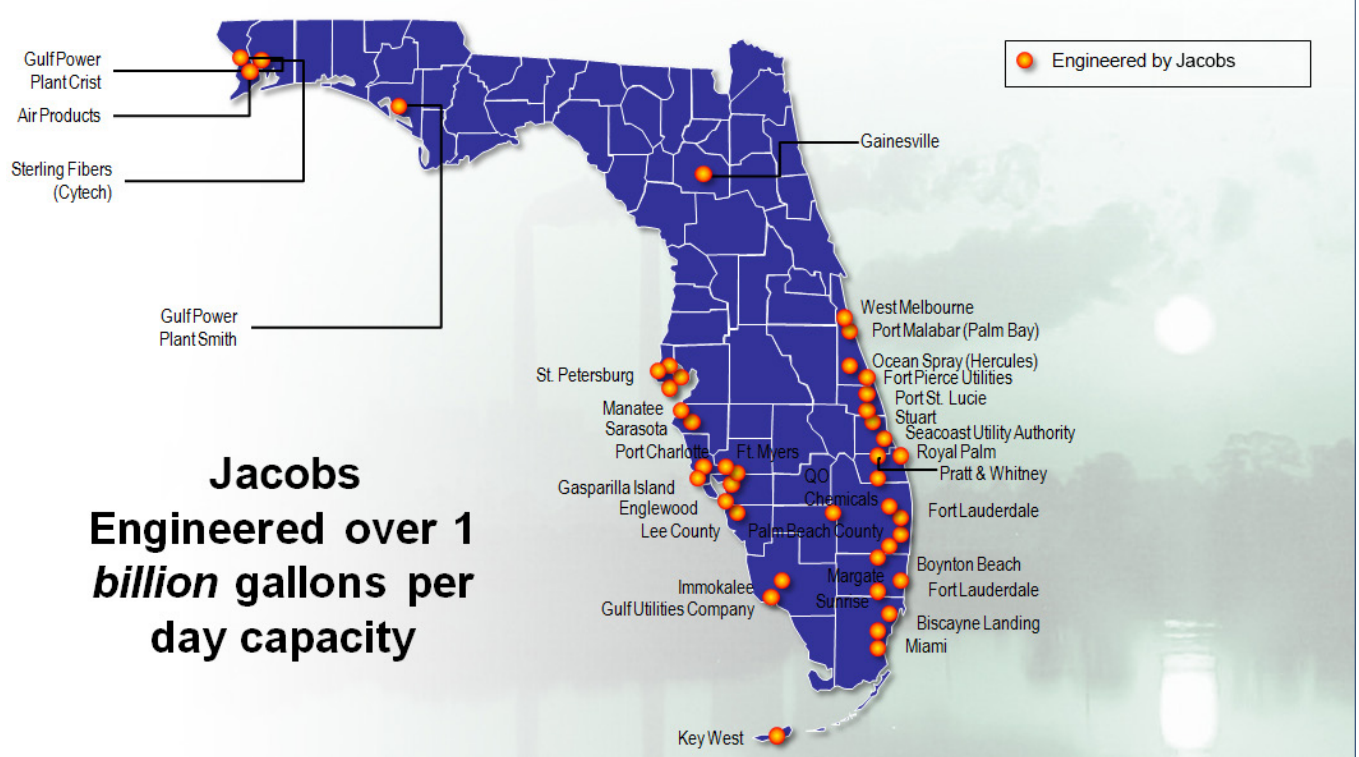 Gulf Power
Plant Crist
Air Products
Sterling Fibers
(Cytech)
Gulf Power
Plant Smith
Engineered by Jacobs
Gainesville
West Melbourne
Port Malabar (Palm Bay)
Ocean Spray (Hercules)
Fort Pierce Utilities
Port St. Lucie
Stuart
Seacoast Utility Authority
Royal Palm
Pratt & Whitney
St. Petersburg
Manatee
Sarasota
Port Charlotte
Ft. Myers
Gasparilla Island
Englewood
Lee County
QO
Chemicals
Palm Beach County
Fort Lauderdale
Boynton Beach
Margate
Fort Lauderdale
Sunrise
Immokalee
Gulf Utilities Company
Biscayne Landing
Miami
Key West
Jacobs
Engineered over 1
billion gallons per
day capacity